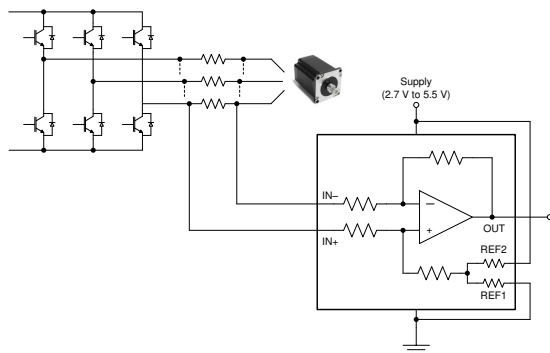 Supply
(2.7 V to 5.5 V)
IN−
−
OUT
+
IN+
REF2
REF1